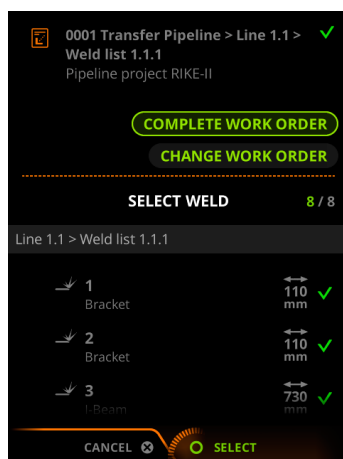 0001 Transfer Pipeline > Line 1.1 >
Weld list 1.1.1
Pipeline project RIKE-II
COMPLETE WORK ORDER
CHANGE WORK ORDER
SELECT WELD
8 / 8
Line 1.1 > Weld list 1.1.1
1
110
Bracket
mm
2
110
Bracket
mm
3
730
I-Beam
mm
CANCEL
SELECT